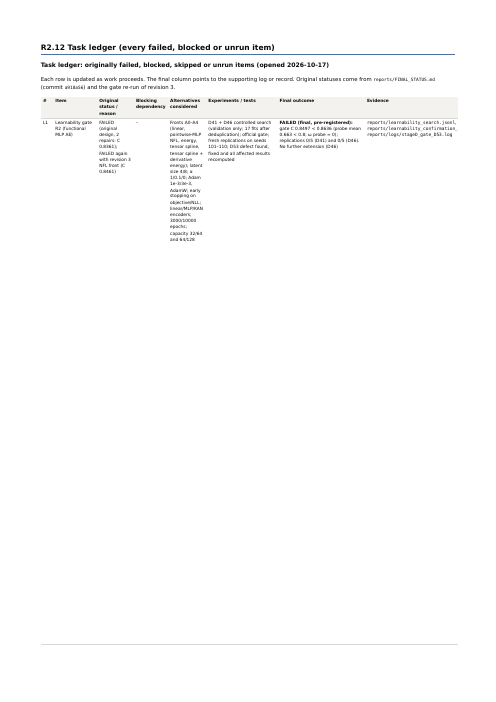 R2.12 Task ledger (every failed, blocked or unrun item)
Task ledger: originally failed, blocked, skipped or unrun items (opened 2026-10-17)
Each row is updated as work proceeds. The final column points to the supporting log or record. Original statuses come from reports/FINAL_STATUS.md
(commit a918a56) and the gate re-run of revision 3.
# Item Original status / reason Blocking dependency Alternatives considered Experiments / tests Final outcome Evidence
L1
Learnability gate
R2 (functional
MLP AE)
FAILED
(original
design, 2
repairs: C
0.8361);
FAILED again
with revision 3
NFL front (C
0.8461)
–
Fronts A0–A4
(linear,
pointwise-MLP
NFL, energy,
tensor spline,
tensor spline +
derivative
energy); latent
size 4/8; u
1/0.1/0; Adam
1e-3/3e-3,
AdamW; early
stopping on
objective/NLL;
linear/MLP/KAN
encoders;
3000/10000
epochs;
capacity 32/64
and 64/128
D41 + D46 controlled search
(validation only; 17 fits after
deduplication); official gate;
fresh replications on seeds
101–110; D53 defect found,
fixed and all affected results
recomputed
FAILED (final, pre-registered):
gate C 0.8497 < 0.8636 (probe mean
0.663 < 0.8, u probe ≈ 0);
replications 0/5 (D41) and 0/5 (D46).
No further extension (D46)
reports/learnability_search.jsonl,
reports/learnability_confirmation_
reports/logs/stageD_gate_D53.log